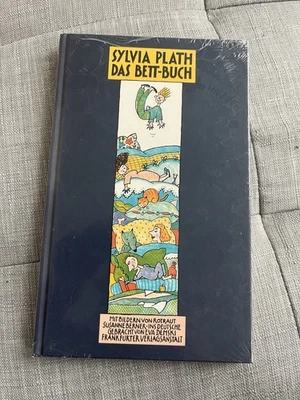 SYLVIA PLATH
DAS BETT-BUCH
MIT BILDERN VON ROTRAUT
SUSANNE BERNER·INS DEUTSCHE
GEBRACHT VON EVA DEMSKI
FRANKFURTER VERLAGSANSTALT